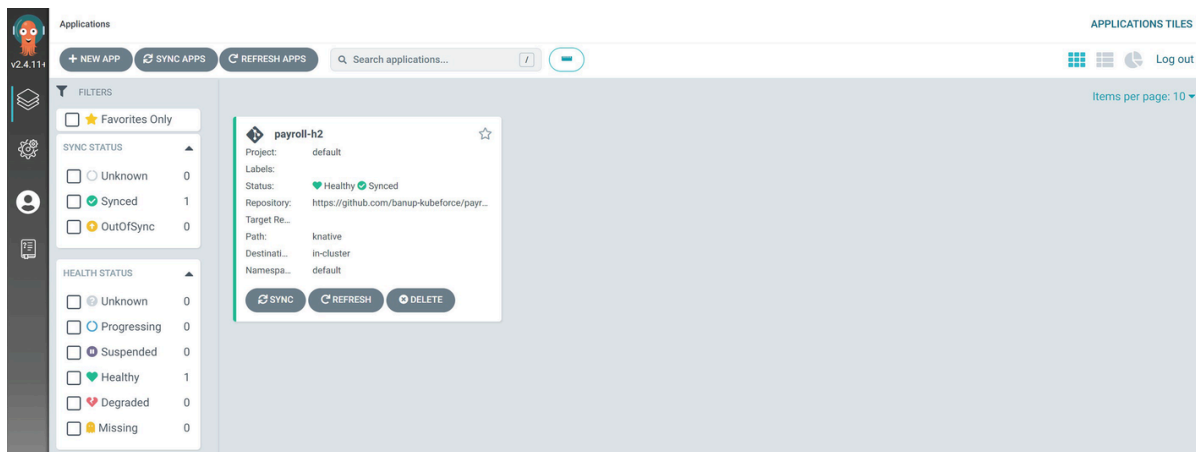 Applications
APPLICATIONS TILES
v2.4.11+
+ NEW APP
SYNC APPS
REFRESH APPS
Search applications...
/
Log out
FILTERS
Items per page: 10
Favorites Only
SYNC STATUS
Unknown 0
Synced 1
OutOfSync 0
HEALTH STATUS
Unknown 0
Progressing 0
Suspended 0
Healthy 1
Degraded 0
Missing 0
payroll-h2
Project: default
Labels:
Status: Healthy Synced
Repository: https://github.com/banup-kubeforce/payr...
Target Re...
Path: knative
Destinati... in-cluster
Namespa... default
SYNC
REFRESH
DELETE